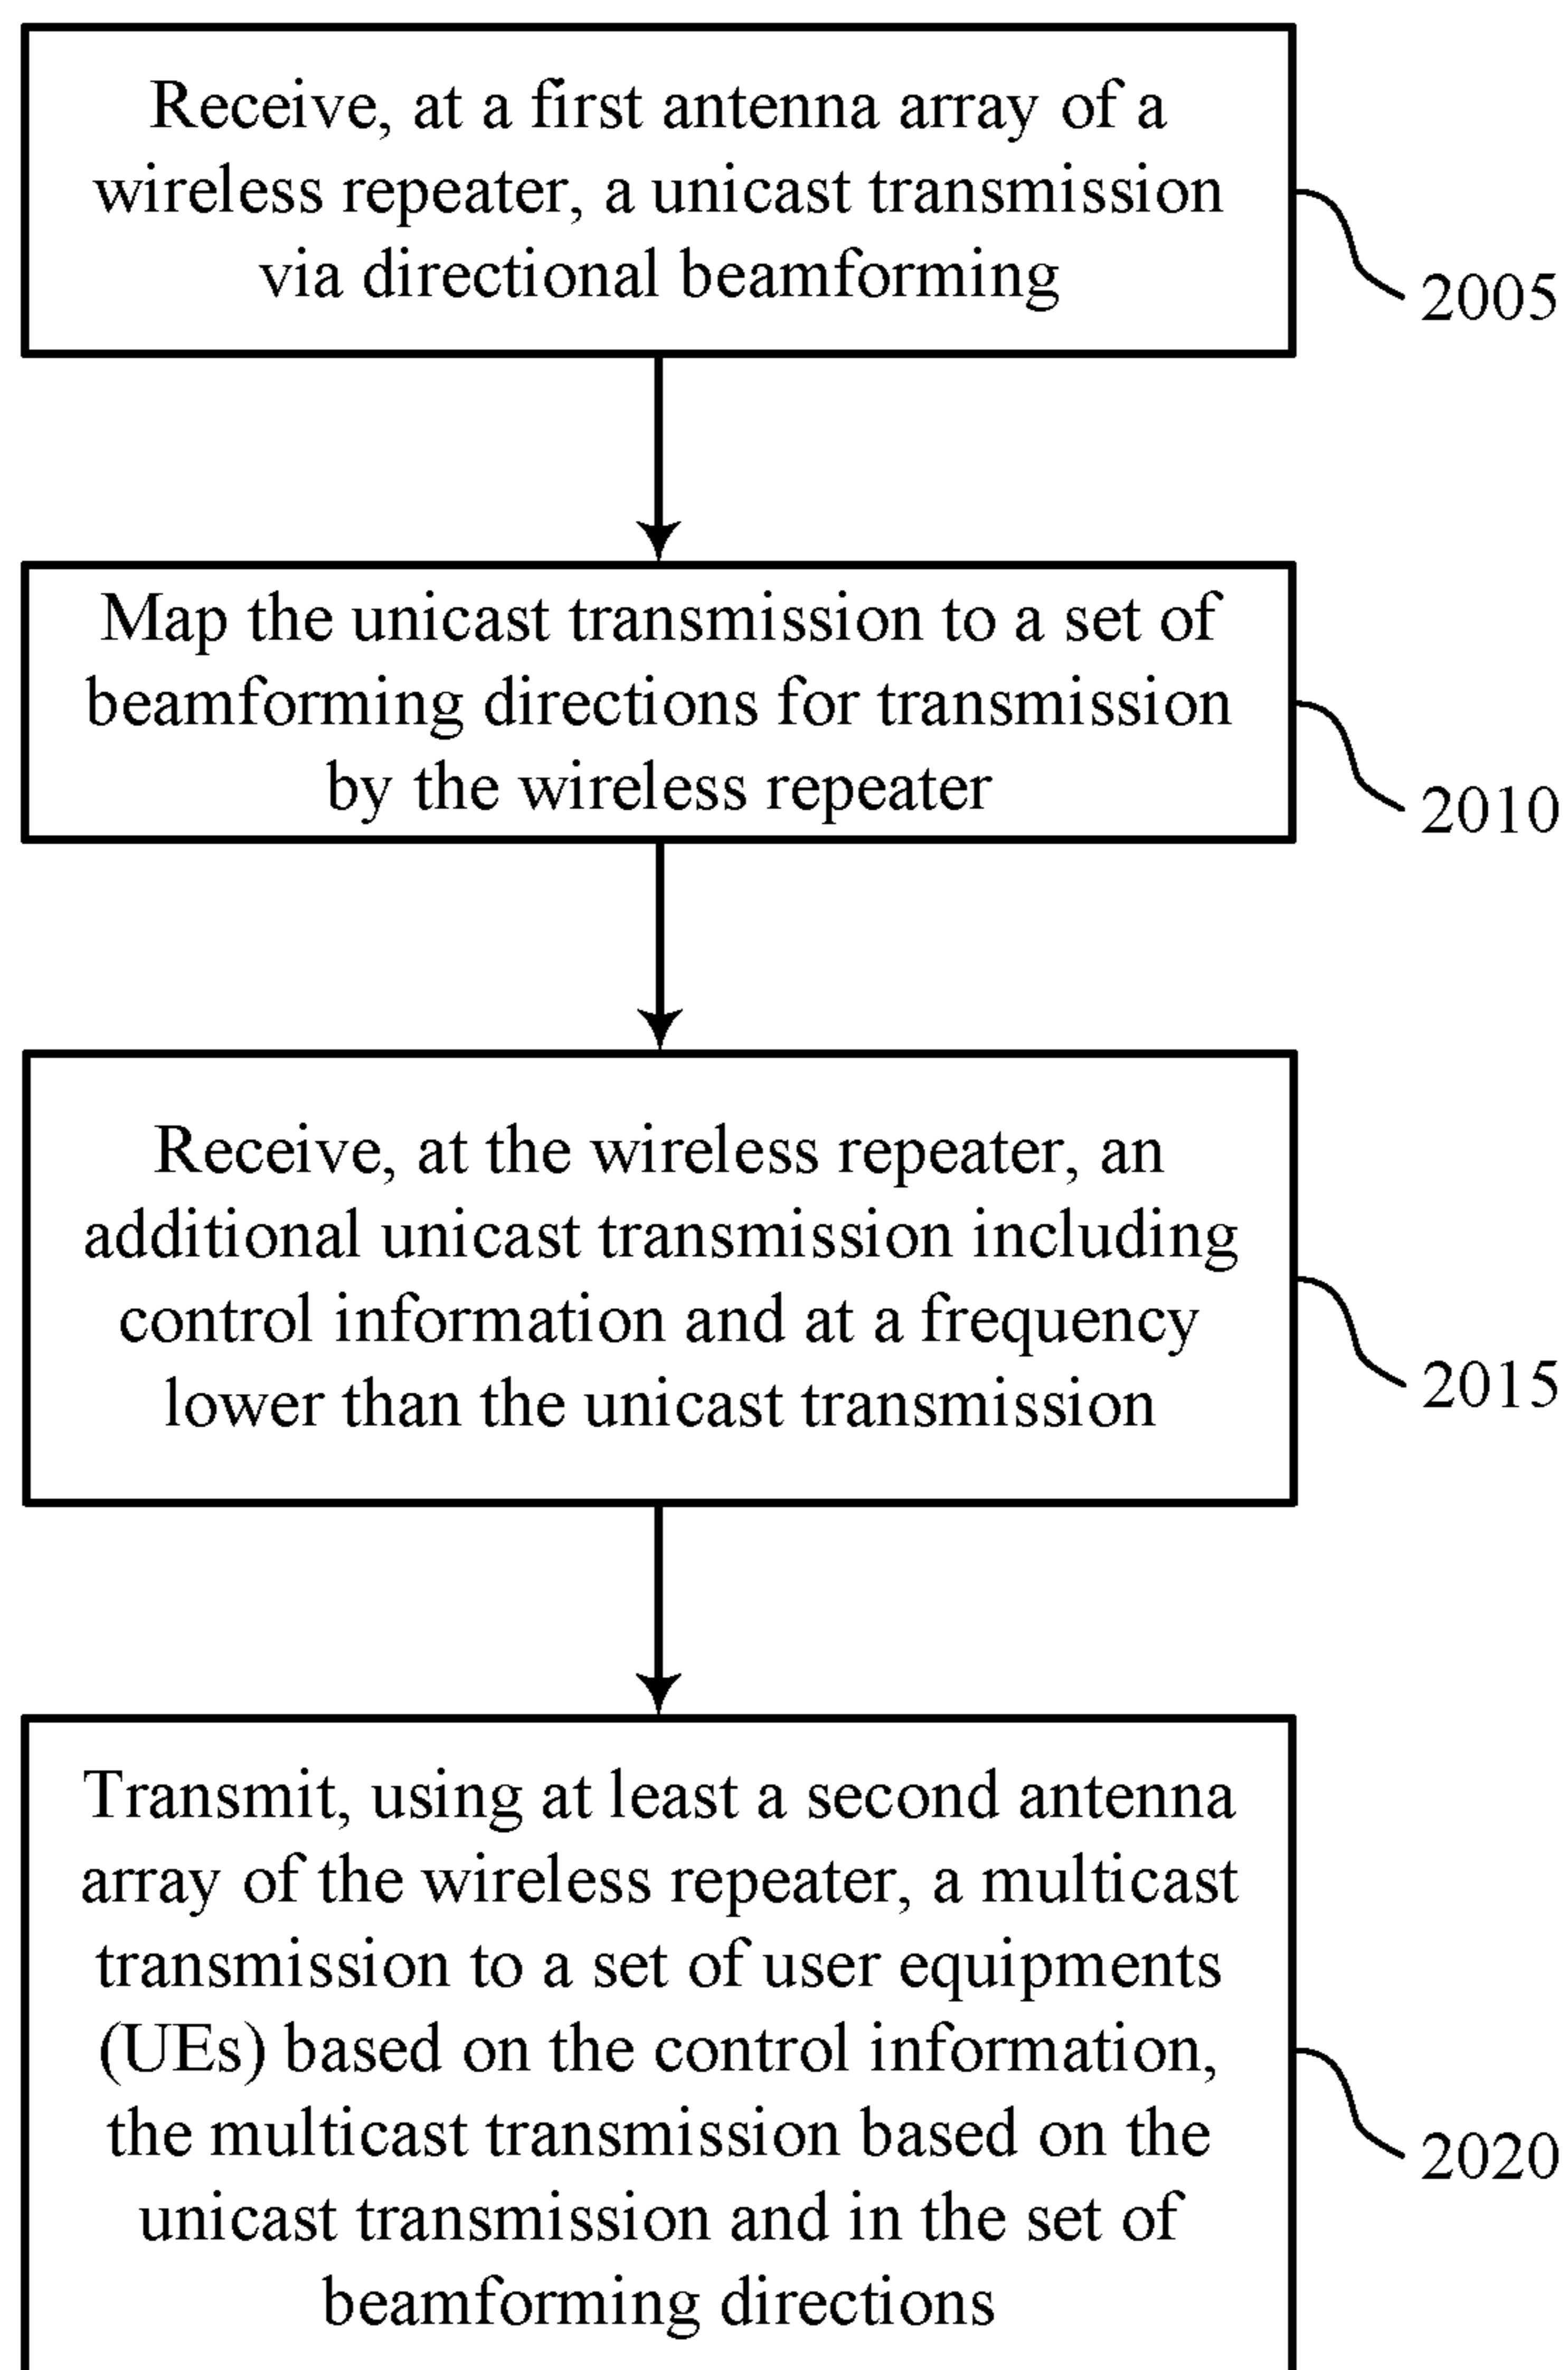 Receive, at a first antenna array of a
wireless repeater, a unicast transmission
via directional beamforming
2005
Map the unicast transmission to a set of
beamforming directions for transmission
by the wireless repeater
2010
Receive, at the wireless repeater, an
additional unicast transmission including
control information and at a frequency
lower than the unicast transmission
2015
Transmit, using at least a second antenna
array of the wireless repeater, a multicast
transmission to a set of user equipments
(UEs) based on the control information,
the multicast transmission based on the
unicast transmission and in the set of
beamforming directions
2020